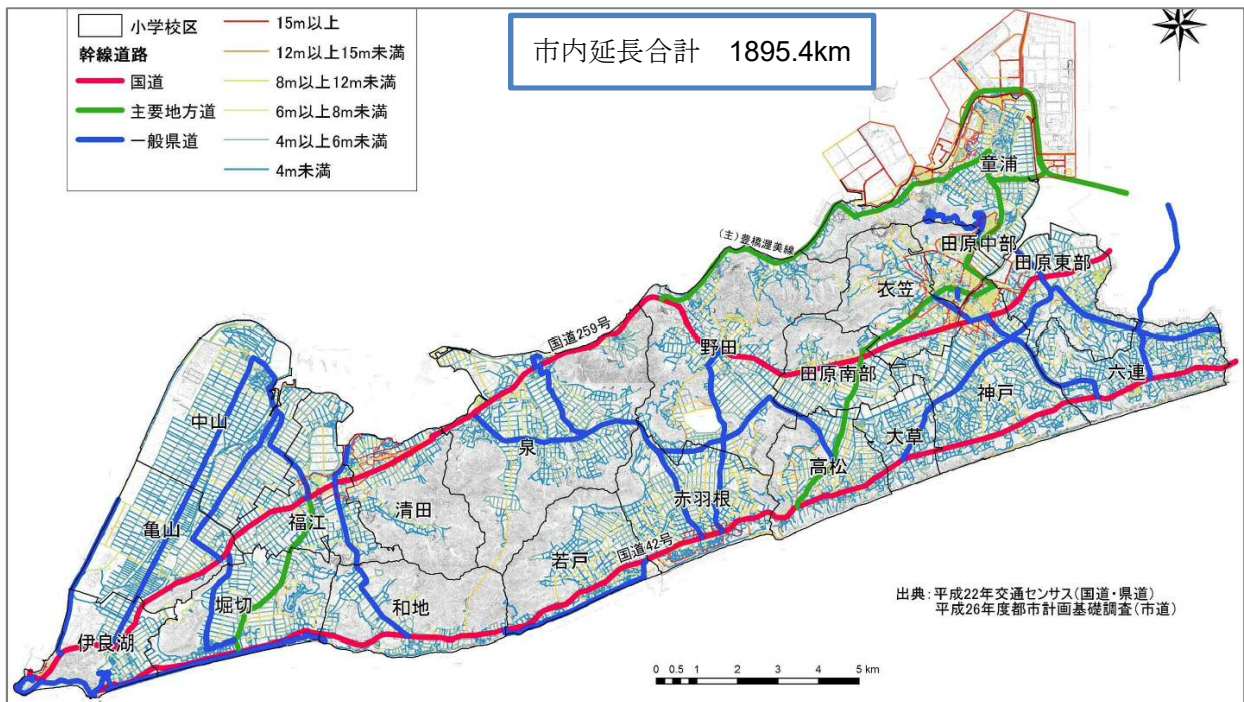 小学校区
幹線道路
国道
主要地方道
一般県道
15m以上
12m以上15m未満
8m以上12m未満
6m以上8m未満
4m以上6m未満
4m未満
市内延長合計　1895.4km
童浦
(主)豊橋渥美線
田原中部
田原東部
衣笠
国道259号
野田
田原南部
六連
神戸
中山
大草
泉
高松
清田
赤羽根
亀山
福江
若戸
国道42号
堀切
和地
伊良湖
出典：平成22年交通センサス(国道・県道)
平成26年度都市計画基礎調査(市道)
0 0.5 1 2 3 4 5 km